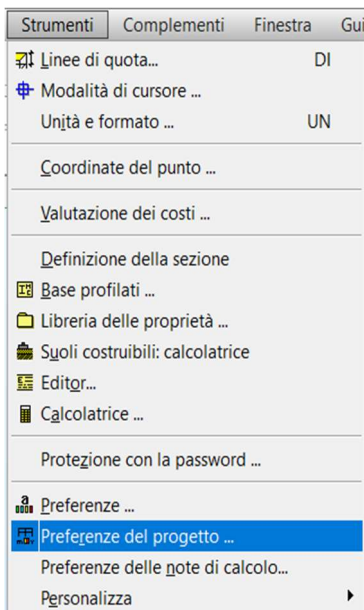 Strumenti Complementi Finestra Gui
Linee di quota... DI
Modalità di cursore ...
Unità e formato ... UN
Coordinate del punto ...
Valutazione dei costi ...
Definizione della sezione
Base profilati ...
Libreria delle proprietà ...
Suoli costruibili: calcolatrice
Editor...
Calcolatrice ...
Protezione con la password ...
Preferenze ...
Preferenze del progetto ...
Preferenze delle note di calcolo...
Personalizza